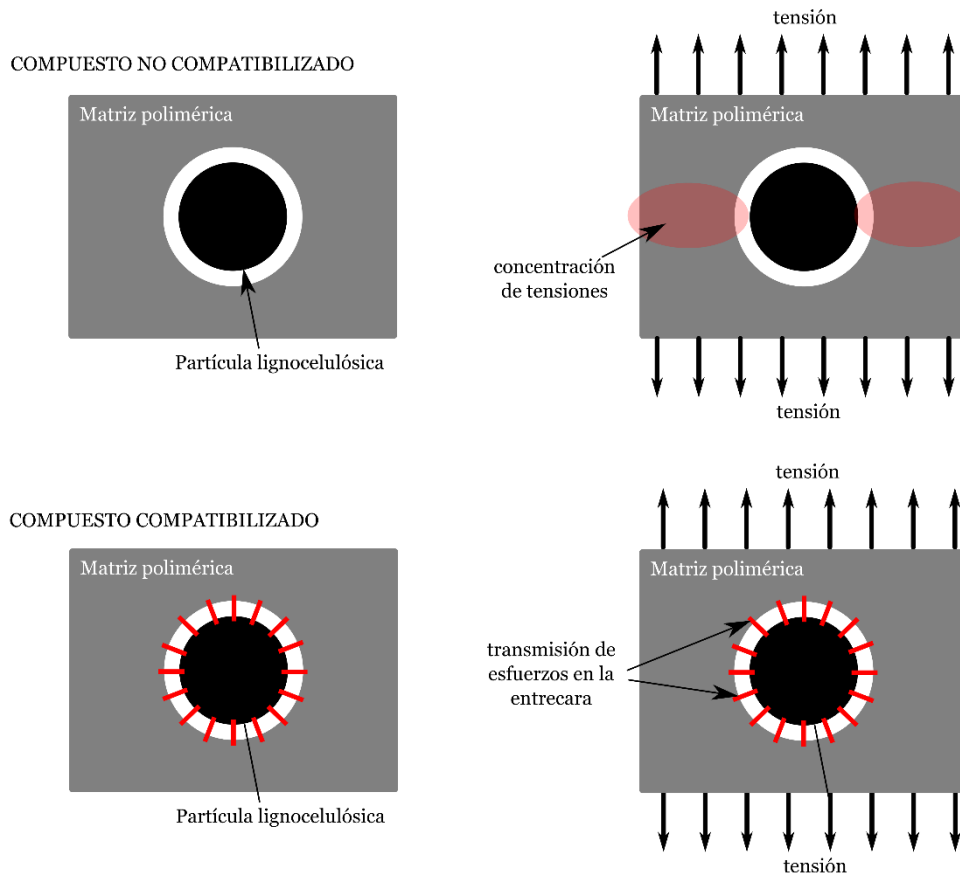 tensión
COMPUESTO NO COMPATIBILIZADO
Matriz polimérica
Matriz polimérica
concentración
de tensiones
Partícula lignocelulósica
tensión
tensión
COMPUESTO COMPATIBILIZADO
Matriz polimérica
Matriz polimérica
transmisión de
esfuerzos en la
entrecara
Partícula lignocelulósica
tensión